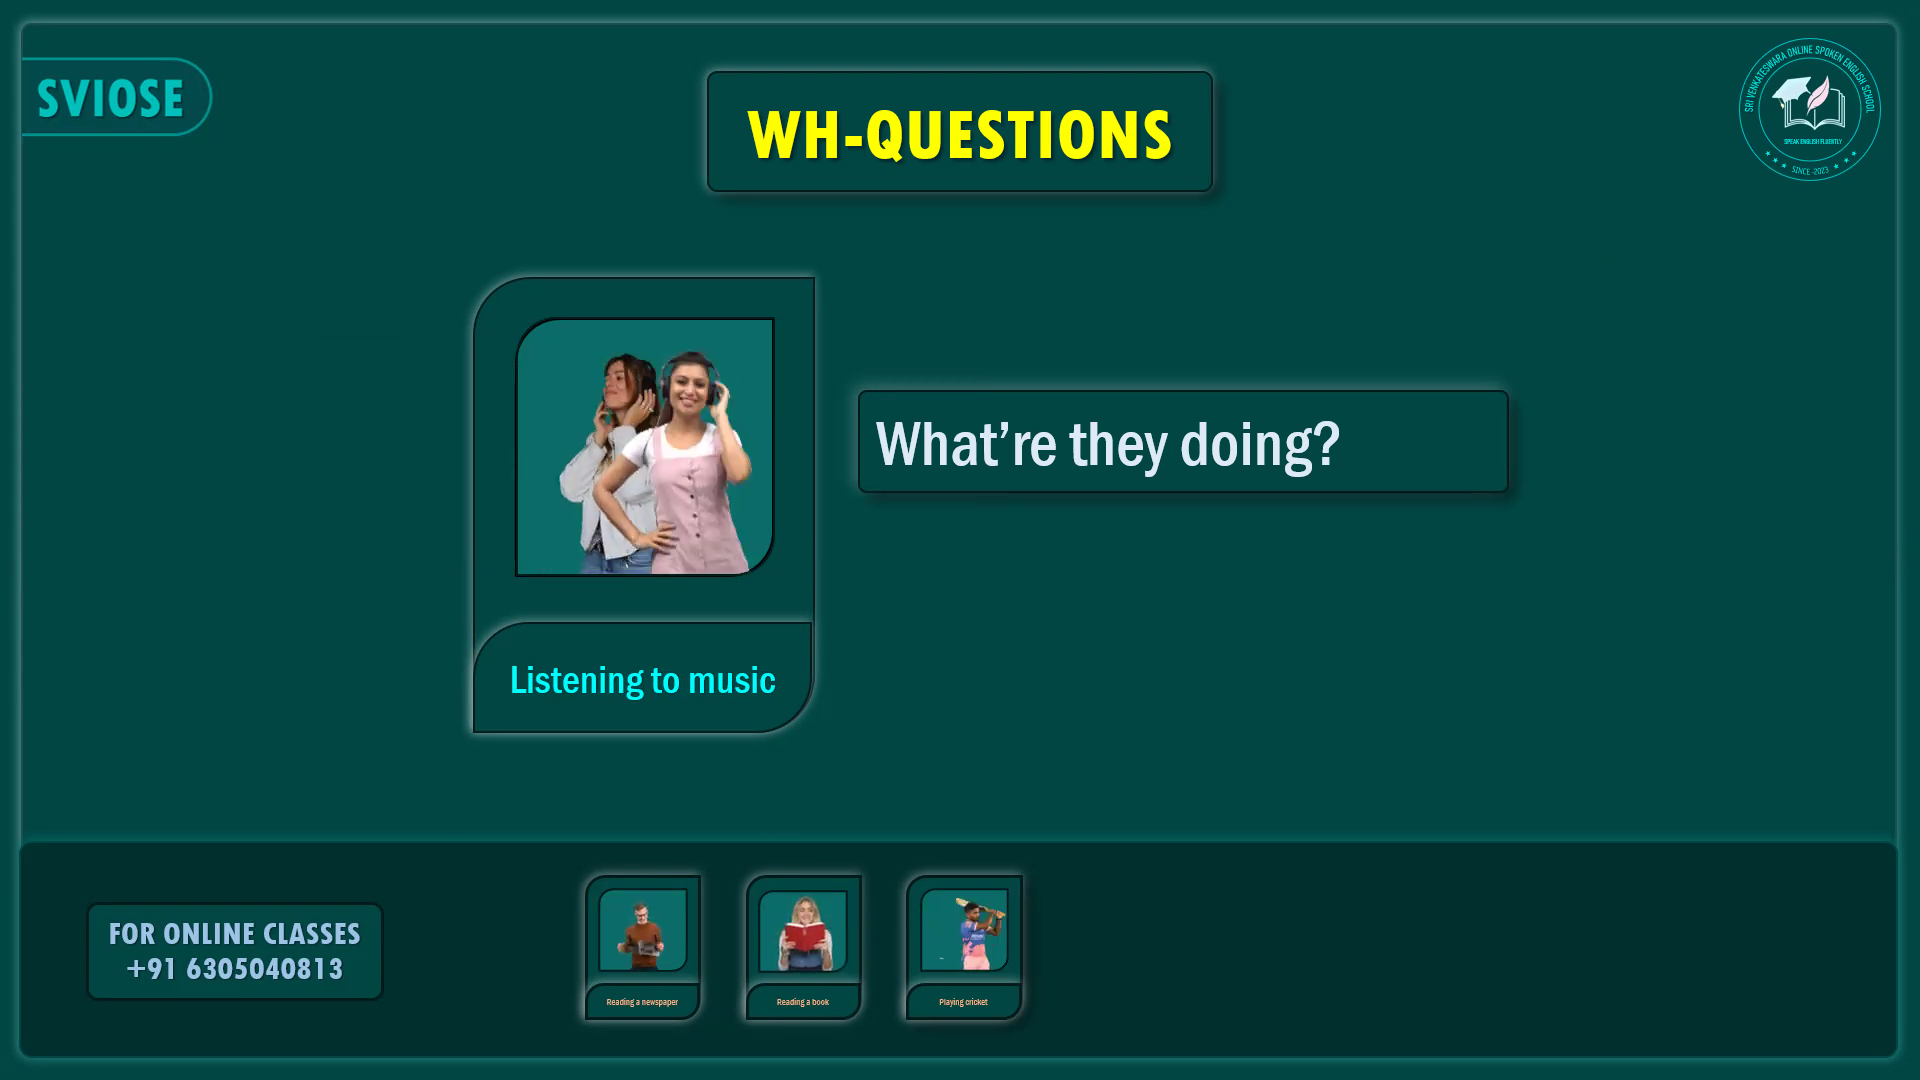 SVIOSE
WH-QUESTIONS
SRI VENKATESWARA ONLINE SPOKEN ENGLISH SCHOOL
SPEAK ENGLISH FLUENTLY
SINCE -2023
What’re they doing?
Listening to music
FOR ONLINE CLASSES
+91 6305040813
Reading a newspaper
Reading a book
Playing cricket